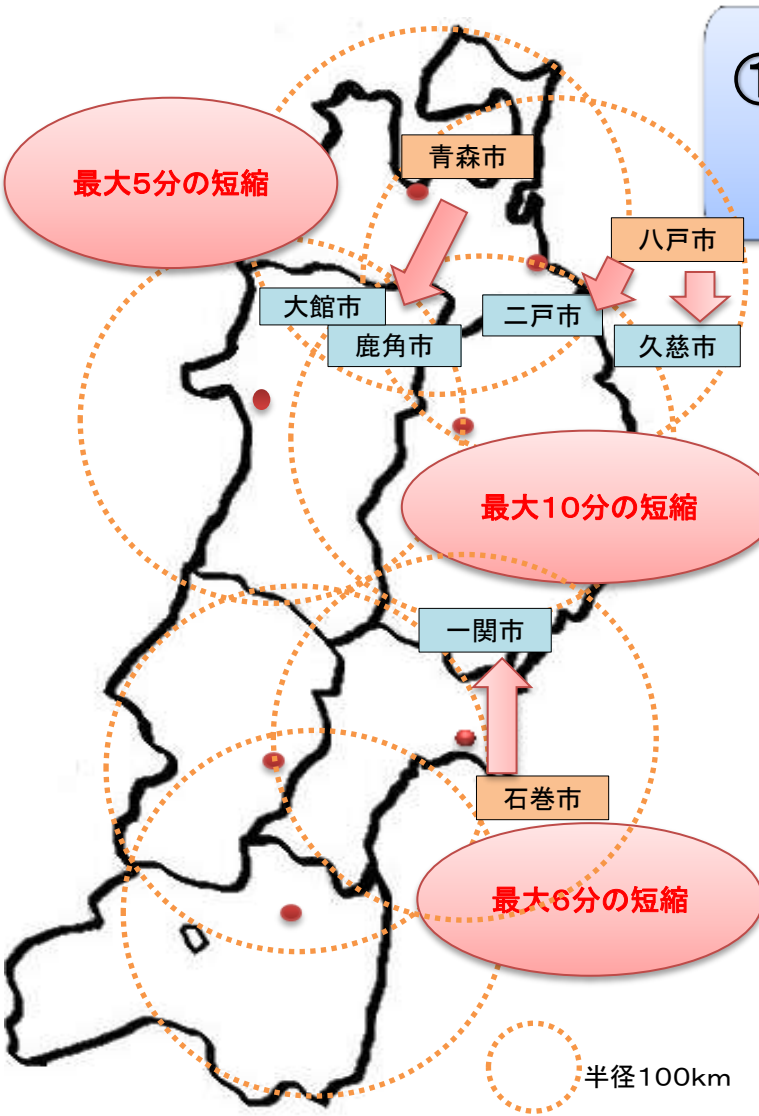 ①
青森市
最大5分の短縮
八戸市
大館市
二戸市
鹿角市
久慈市
最大10分の短縮
一関市
石巻市
最大6分の短縮
半径100km